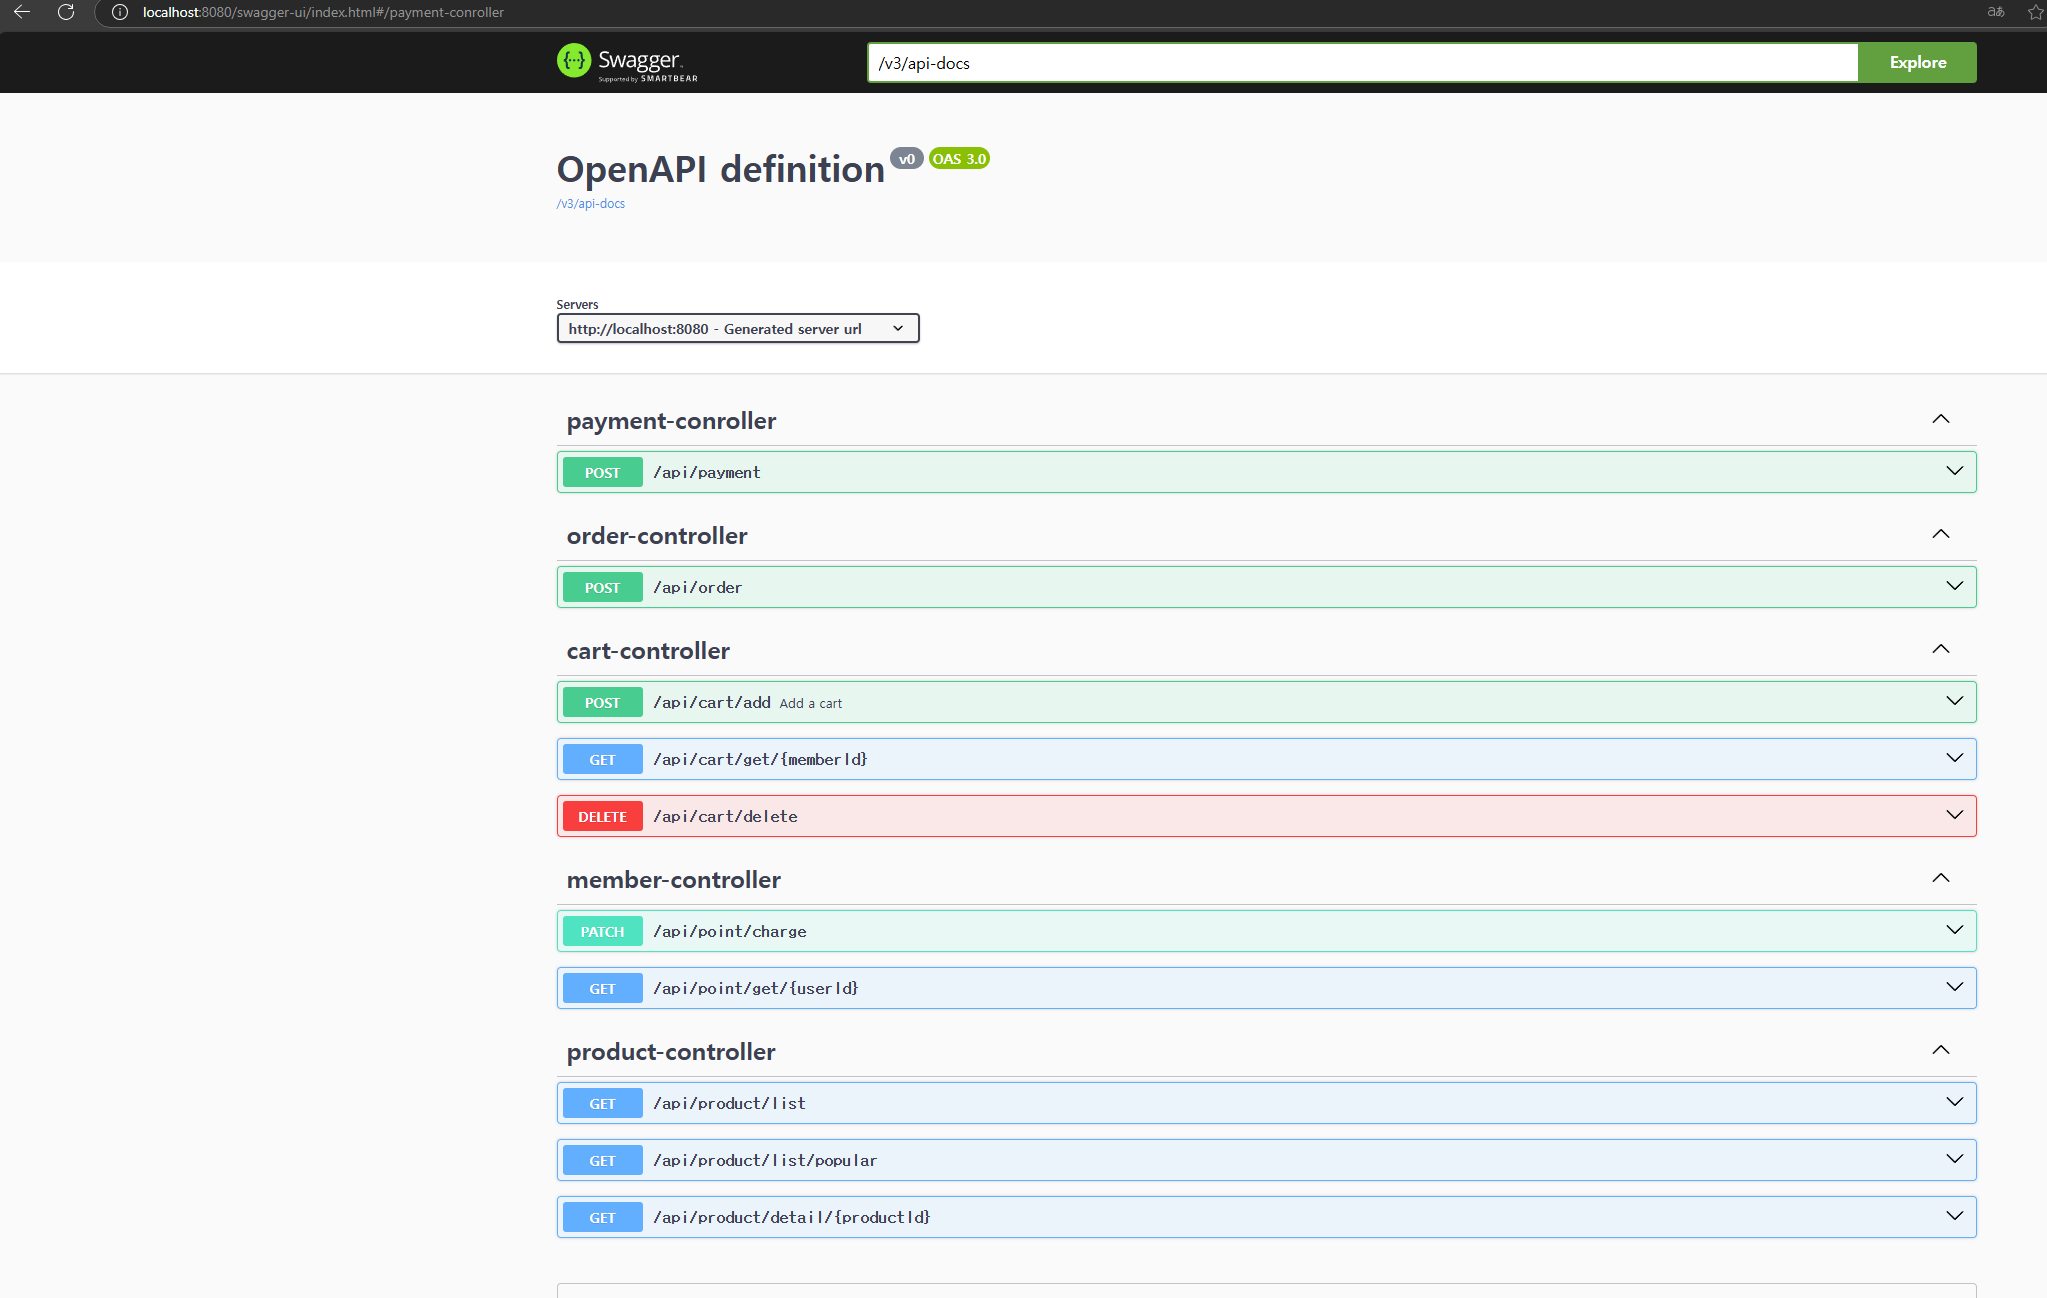 localhost:8080/swagger-ui/index.html#/payment-conroller
aあ
Swagger.
Supported by SMARTBEAR
/v3/api-docs
Explore
OpenAPI definition v0 OAS 3.0
/v3/api-docs
Servers
http://localhost:8080 - Generated server url
payment-conroller
POST /api/payment
order-controller
POST /api/order
cart-controller
POST /api/cart/add Add a cart
GET /api/cart/get/{memberId}
DELETE /api/cart/delete
member-controller
PATCH /api/point/charge
GET /api/point/get/{userId}
product-controller
GET /api/product/list
GET /api/product/list/popular
GET /api/product/detail/{productId}